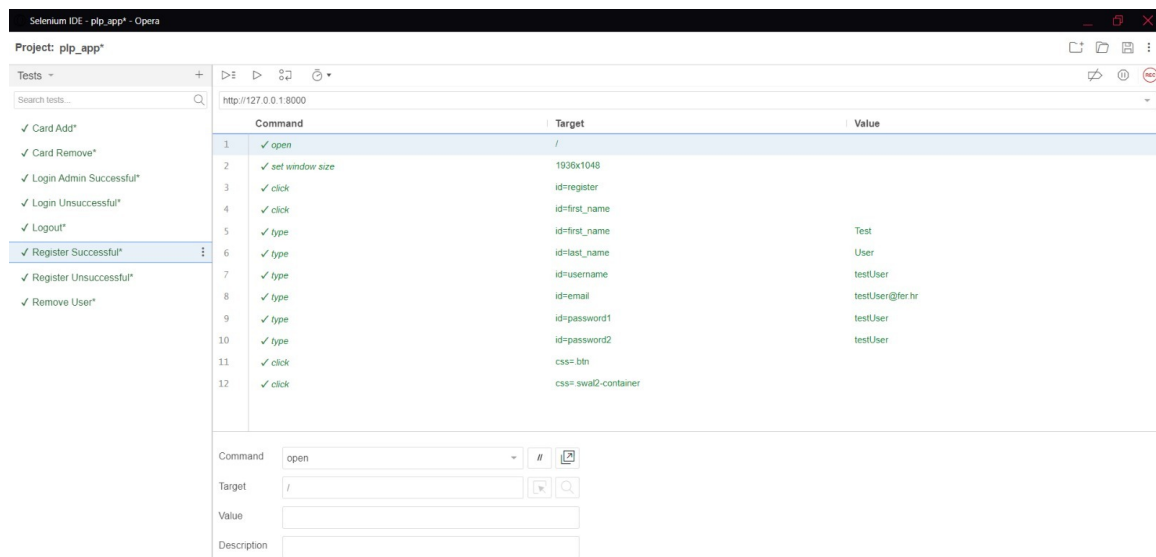 Selenium IDE - plp_app* - Opera
Project: plp_app*
Tests
Search tests...
✓ Card Add*
✓ Card Remove*
✓ Login Admin Successful*
✓ Login Unsuccessful*
✓ Logout*
✓ Register Successful*
✓ Register Unsuccessful*
✓ Remove User*
REC
http://127.0.0.1:8000
Command Target Value
1 ✓ open /
2 ✓ set window size 1936x1048
3 ✓ click id=register
4 ✓ click id=first_name
5 ✓ type id=first_name Test
6 ✓ type id=last_name User
7 ✓ type id=username testUser
8 ✓ type id=email testUser@fer.hr
9 ✓ type id=password1 testUser
10 ✓ type id=password2 testUser
11 ✓ click css=.btn
12 ✓ click css=.swal2-container
Command open //
Target /
Value
Description